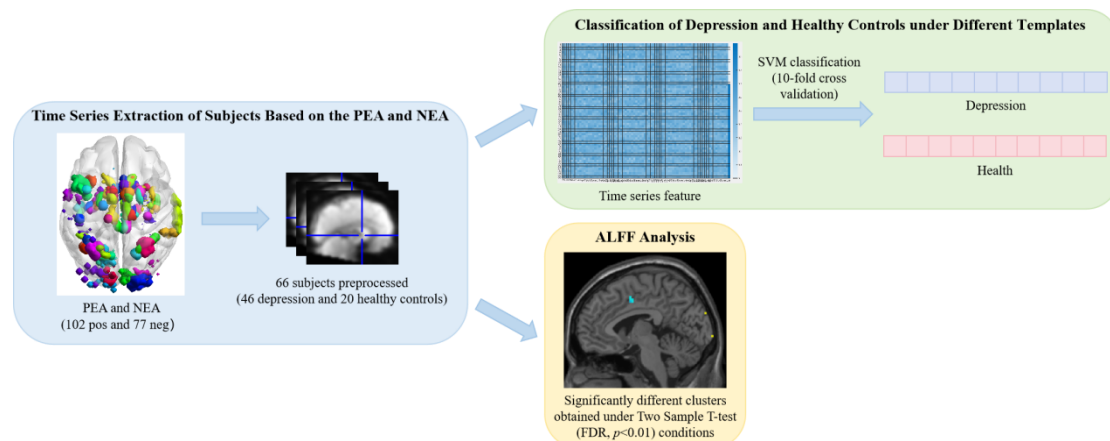 Time Series Extraction of Subjects Based on the PEA and NEA
PEA and NEA
(102 pos and 77 neg)
66 subjects preprocessed
(46 depression and 20 healthy controls)
Classification of Depression and Healthy Controls under Different Templates
Time series feature
SVM classification
(10-fold cross
validation)
Depression
Health
ALFF Analysis
Significantly different clusters
obtained under Two Sample T-test
(FDR, p<0.01) conditions